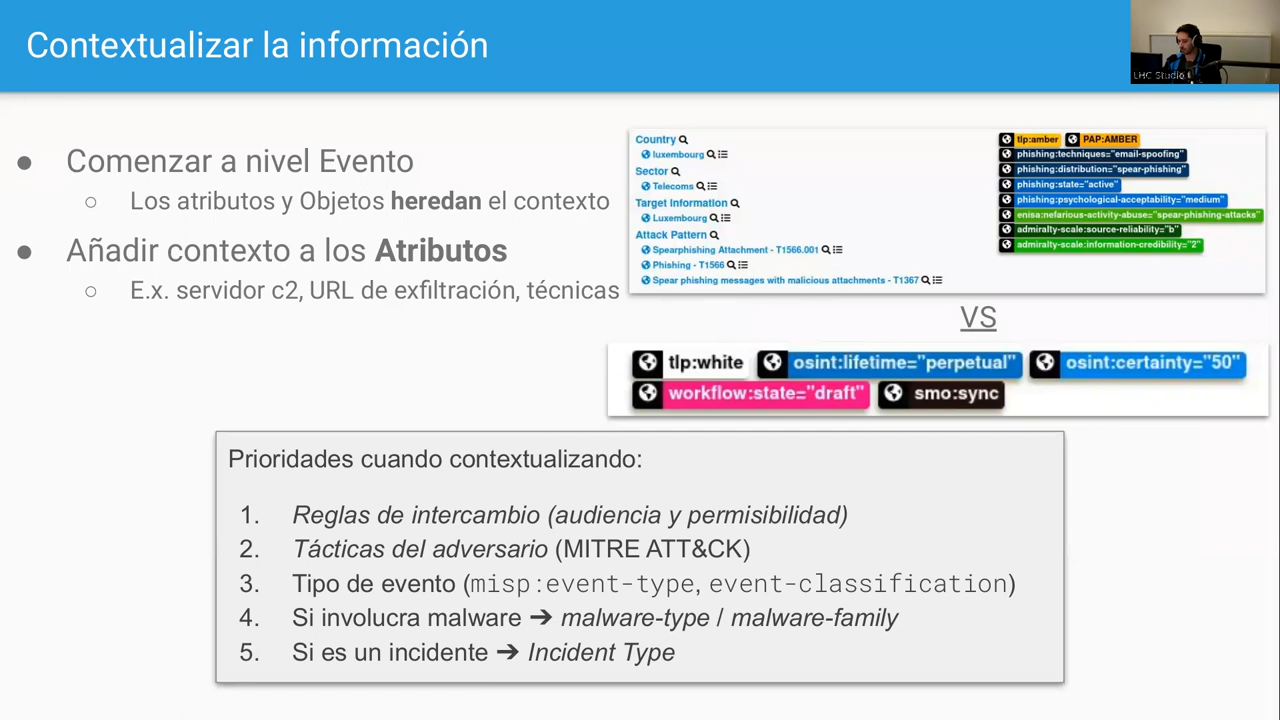 Contextualizar la información
LHC Studio
● Comenzar a nivel Evento
○ Los atributos y Objetos heredan el contexto
● Añadir contexto a los Atributos
○ E.x. servidor c2, URL de exfiltración, técnicas
Country
luxembourg
Sector
Telecoms
Target Information
Luxembourg
Attack Pattern
Spearphishing Attachment - T1566.001
Phishing - T1566
Spear phishing messages with malicious attachments - T1367
tlp:amber PAP:AMBER
phishing:techniques="email-spoofing"
phishing:distribution="spear-phishing"
phishing:state="active"
phishing:psychological-acceptability="medium"
enisa:nefarious-activity-abuse="spear-phishing-attacks"
admiralty-scale:source-reliability="b"
admiralty-scale:information-credibility="2"
VS
tlp:white osint:lifetime="perpetual" osint:certainty="50"
workflow:state="draft" smo:sync
Prioridades cuando contextualizando:
1. Reglas de intercambio (audiencia y permisibilidad)
2. Tácticas del adversario (MITRE ATT&CK)
3. Tipo de evento (misp:event-type, event-classification)
4. Si involucra malware ➔ malware-type / malware-family
5. Si es un incidente ➔ Incident Type